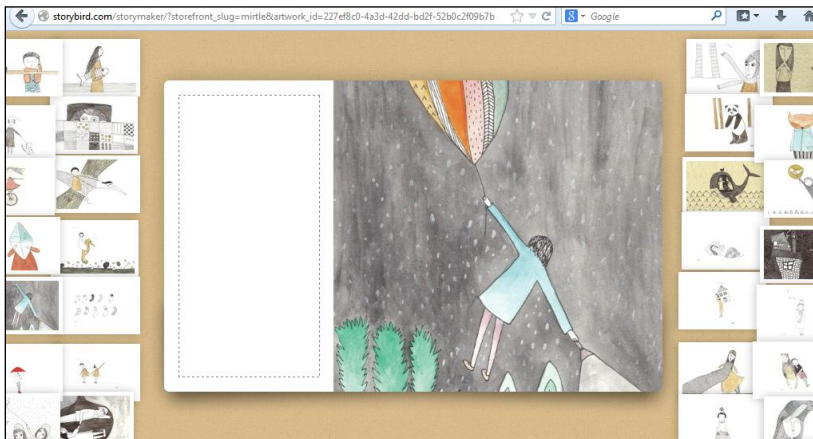 storybird.com/storymaker/?storefront_slug=mirtle&artwork_id=227ef8c0-4a3d-42dd-bd2f-52b0c2f09b7b
Google